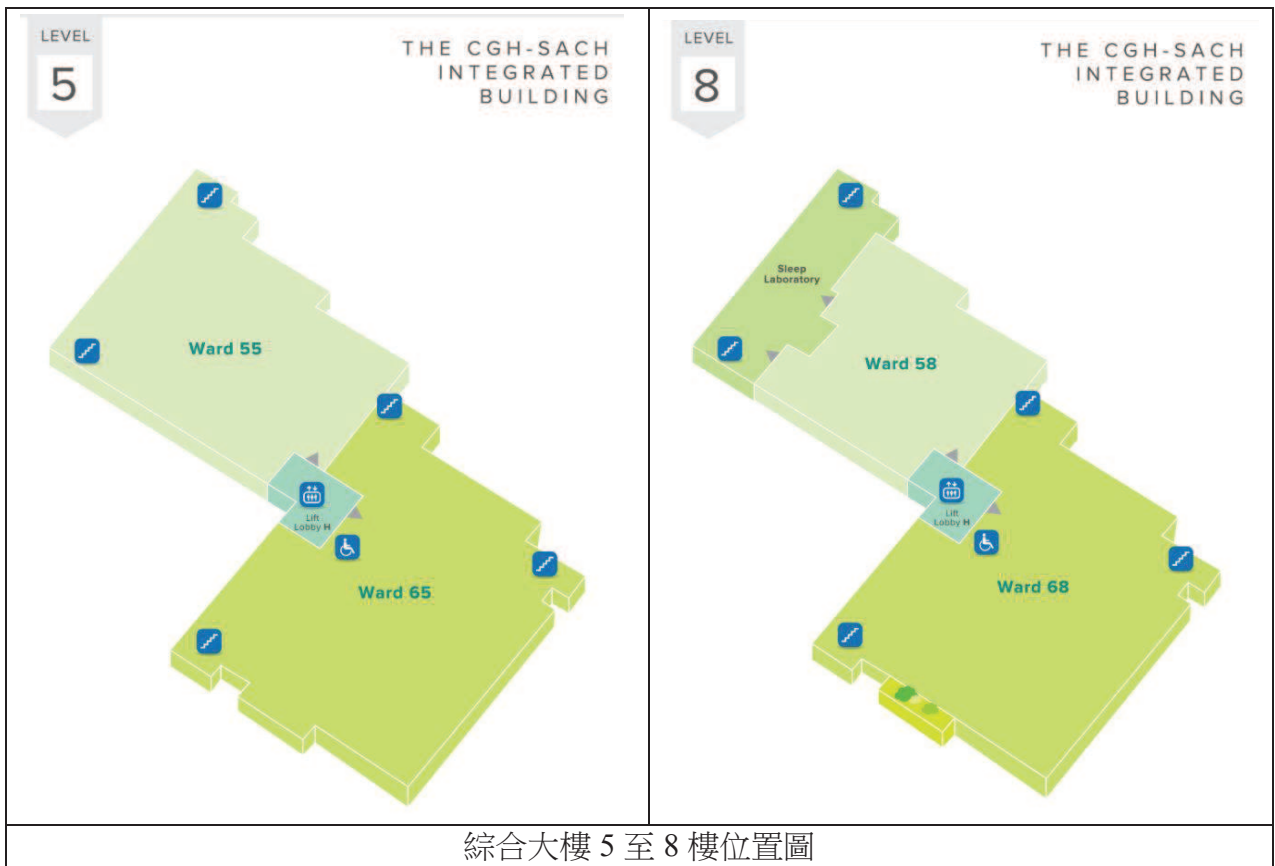 LEVEL
5
THE CGH-SACH
INTEGRATED
BUILDING
Ward 55
Lift
Lobby H
Ward 65
LEVEL
8
THE CGH-SACH
INTEGRATED
BUILDING
Sleep
Laboratory
Ward 58
Lift
Lobby H
Ward 68
綜合大樓 5 至 8 樓位置圖